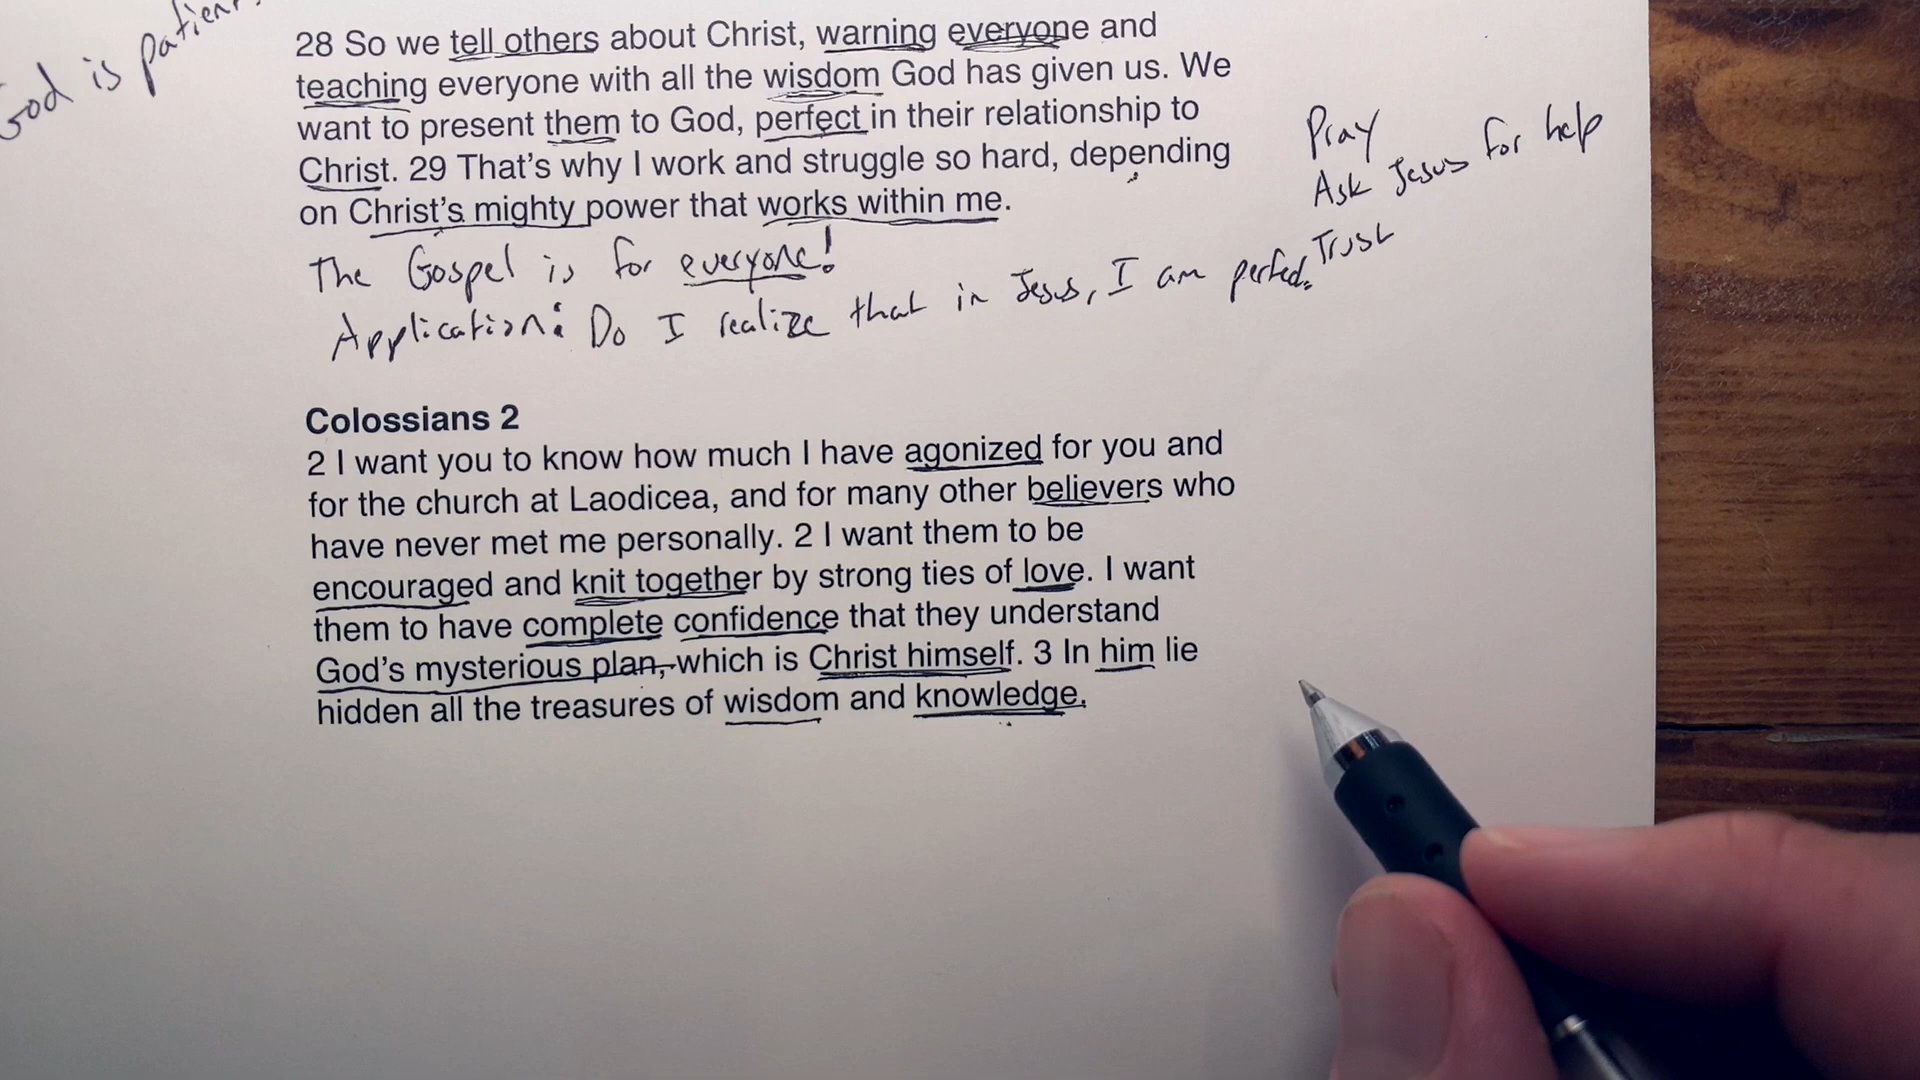 God is patient
28 So we tell others about Christ, warning everyone and
teaching everyone with all the wisdom God has given us. We
want to present them to God, perfect in their relationship to
Christ. 29 That's why I work and struggle so hard, depending
on Christ's mighty power that works within me.
Pray
Ask Jesus for help
Trust
The Gospel is for everyone!
Application: Do I realize that in Jesus, I am perfect.
Colossians 2
2 I want you to know how much I have agonized for you and
for the church at Laodicea, and for many other believers who
have never met me personally. 2 I want them to be
encouraged and knit together by strong ties of love. I want
them to have complete confidence that they understand
God's mysterious plan, which is Christ himself. 3 In him lie
hidden all the treasures of wisdom and knowledge.